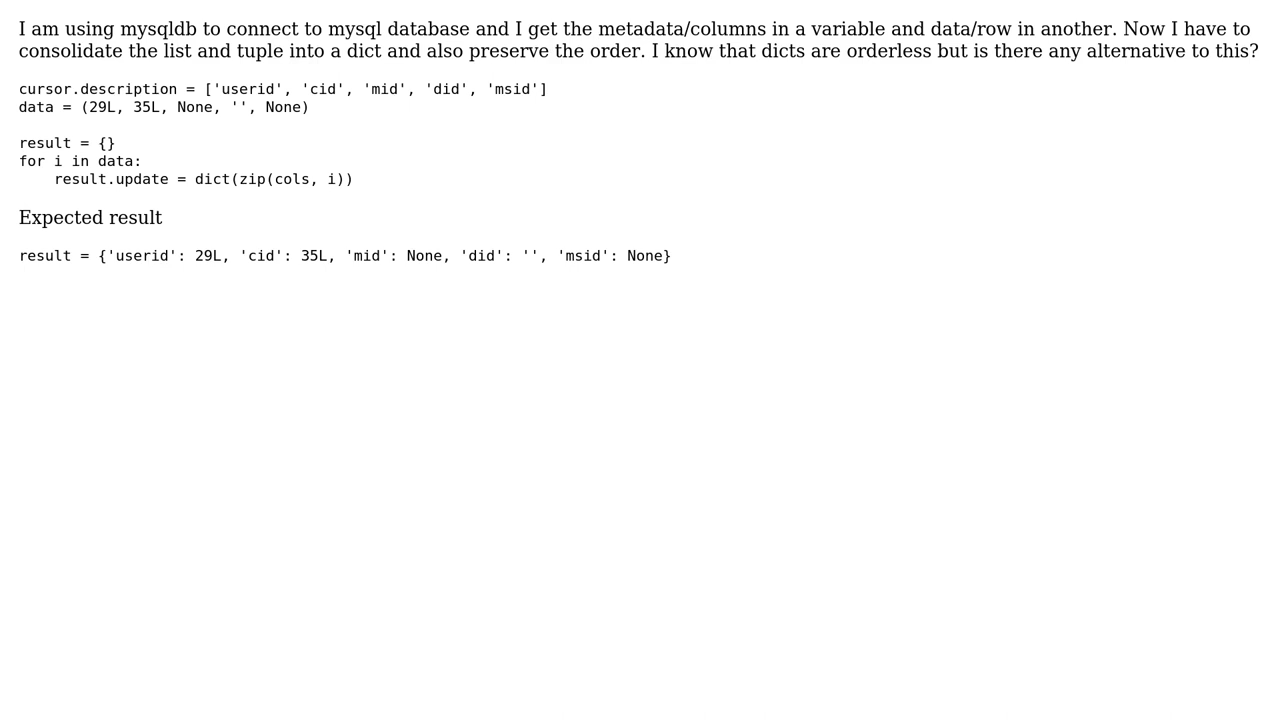 I am using mysqldb to connect to mysql database and I get the metadata/columns in a variable and data/row in another. Now I have to
consolidate the list and tuple into a dict and also preserve the order. I know that dicts are orderless but is there any alternative to this?
cursor.description = ['userid', 'cid', 'mid', 'did', 'msid']
data = (29L, 35L, None, '', None)
result = {}
for i in data:
    result.update = dict(zip(cols, i))
Expected result
result = {'userid': 29L, 'cid': 35L, 'mid': None, 'did': '', 'msid': None}